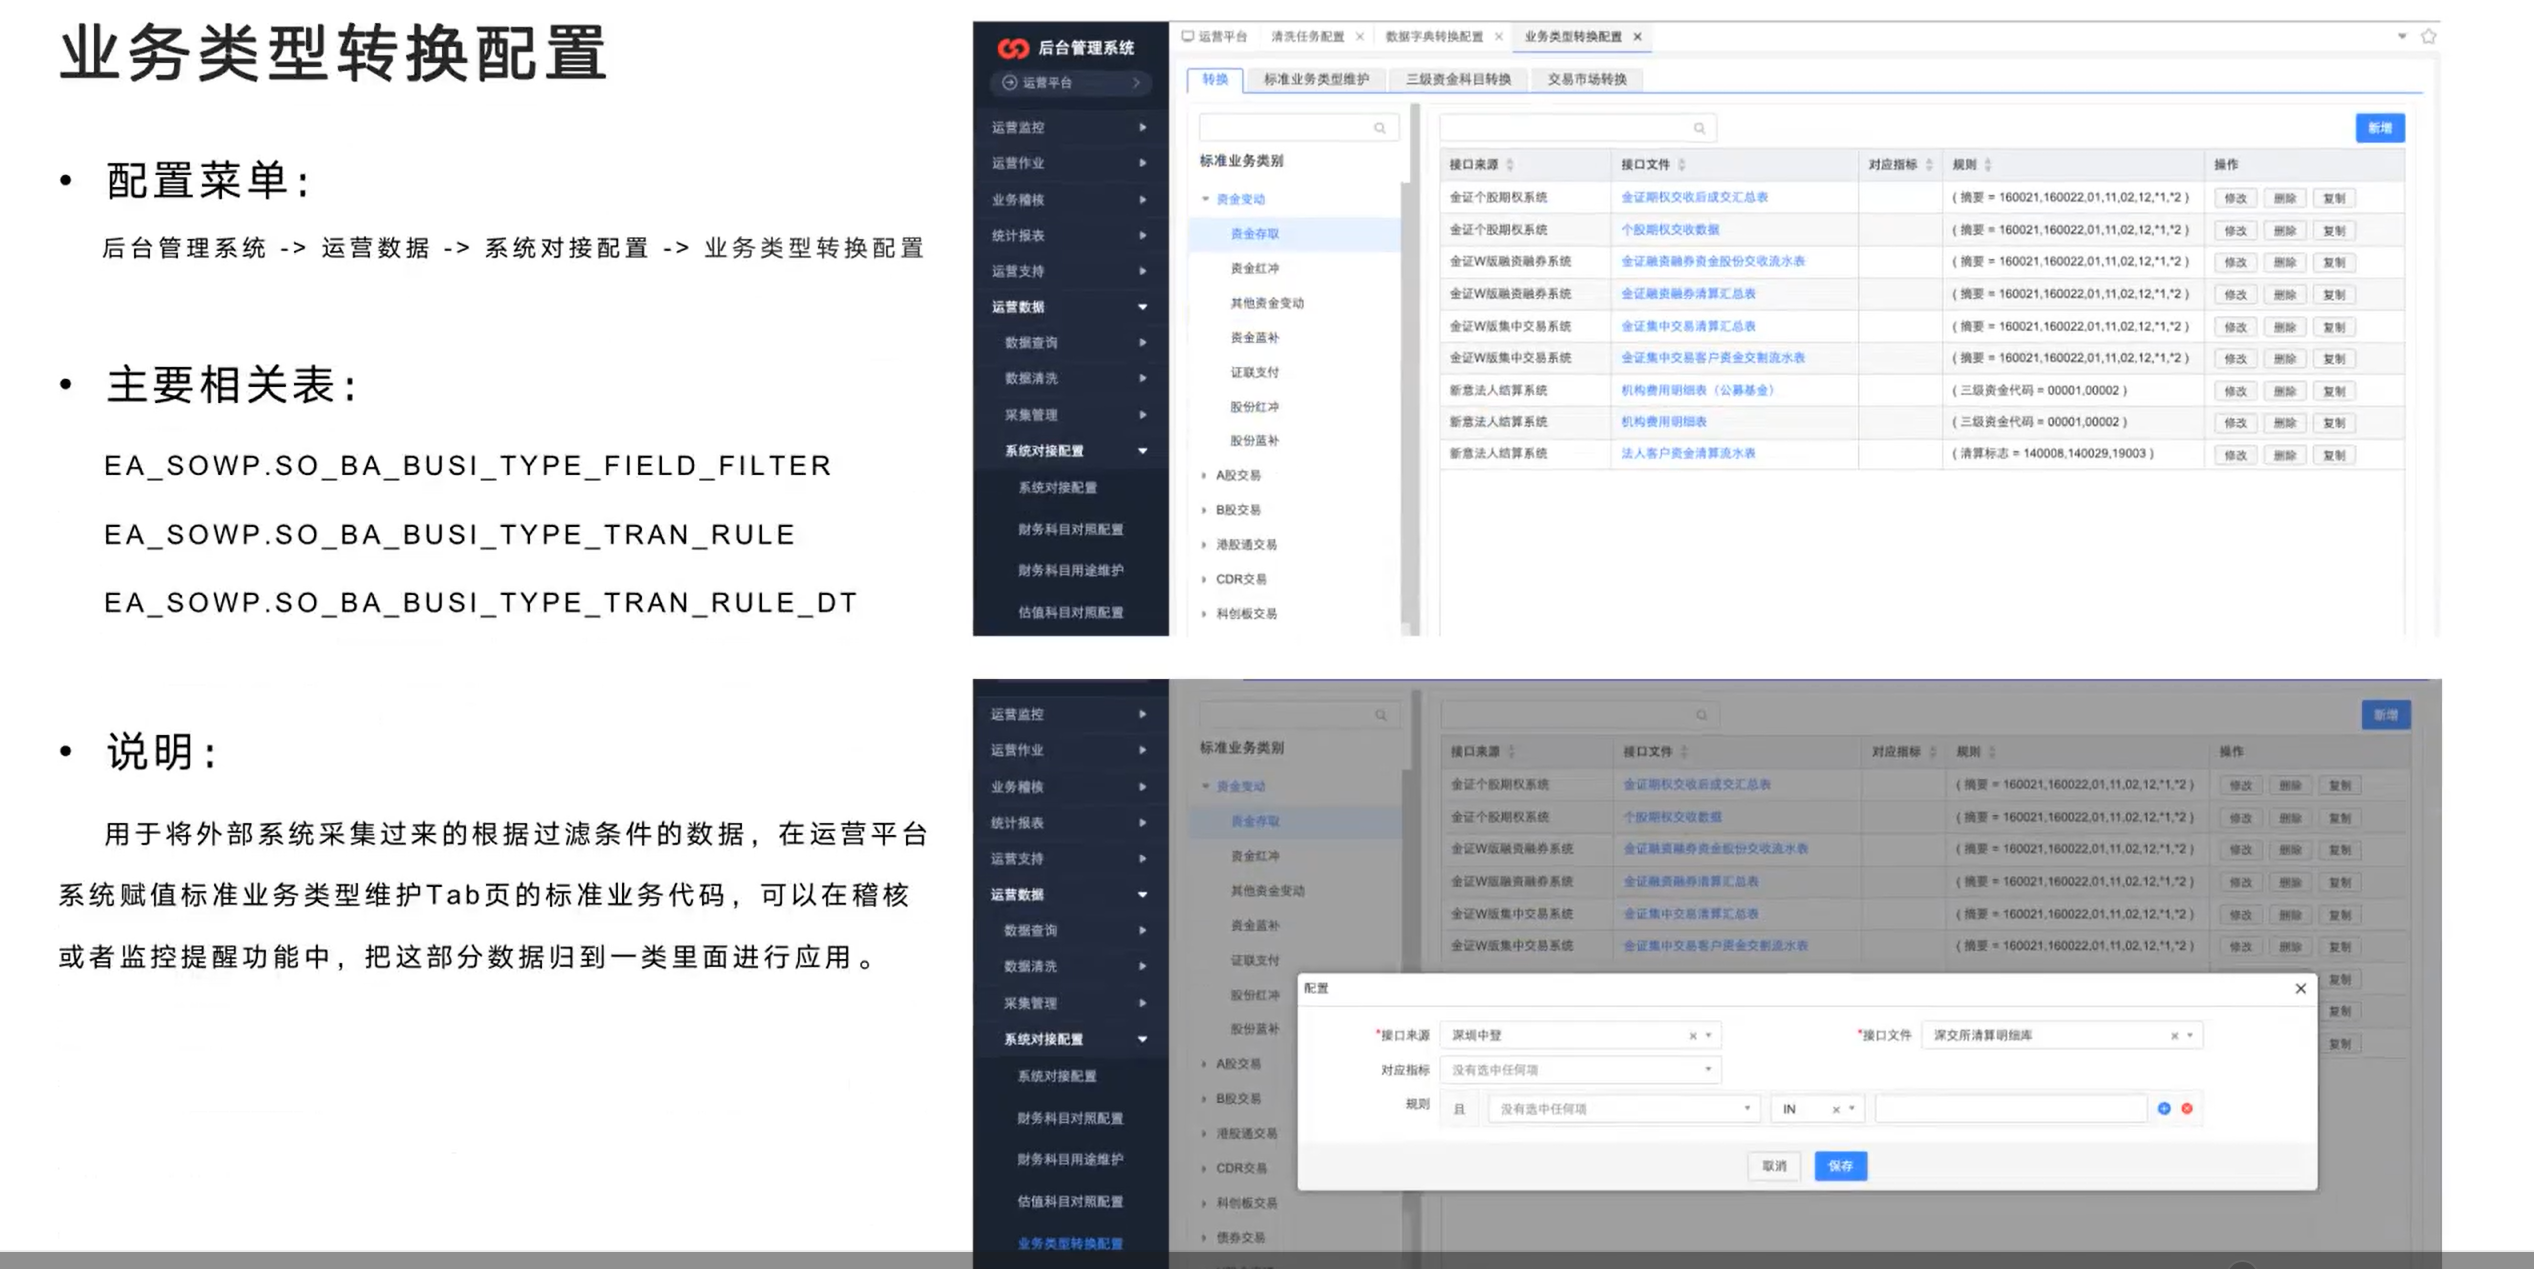 业务类型转换配置
• 配置菜单:
后台管理系统 -> 运营数据 -> 系统对接配置 -> 业务类型转换配置
• 主要相关表:
EA_SOWP.SO_BA_BUSI_TYPE_FIELD_FILTER
EA_SOWP.SO_BA_BUSI_TYPE_TRAN_RULE
EA_SOWP.SO_BA_BUSI_TYPE_TRAN_RULE_DT
• 说明:
用于将外部系统采集过来的根据过滤条件的数据，在运营平台
系统赋值标准业务类型维护Tab页的标准业务代码，可以在稽核
或者监控提醒功能中，把这部分数据归到一类里面进行应用。
后台管理系统
运营平台
运营监控
运营作业
业务稽核
统计报表
运营支持
运营数据
数据查询
数据清洗
采集管理
系统对接配置
系统对接配置
财务科目对照配置
财务科目用途维护
估值科目对照配置
运营平台 清洗任务配置 × 数据字典转换配置 × 业务类型转换配置 ×
转换 标准业务类型维护 三级资金科目转换 交易市场转换
标准业务类别
资金变动
资金存取
资金红冲
其他资金变动
资金蓝补
证联支付
股份红冲
股份蓝补
A股交易
B股交易
港股通交易
CDR交易
科创板交易
新增
接口来源 接口文件 对应指标 规则 操作
金证个股期权系统 金证期权交收后成交汇总表 ( 摘要 = 160021,160022,01,11,02,12,*1,*2 ) 修改 删除 复制
金证个股期权系统 个股期权交收数据 ( 摘要 = 160021,160022,01,11,02,12,*1,*2 ) 修改 删除 复制
金证W版融资融券系统 金证融资融券资金股份交收流水表 ( 摘要 = 160021,160022,01,11,02,12,*1,*2 ) 修改 删除 复制
金证W版融资融券系统 金证融资融券清算汇总表 ( 摘要 = 160021,160022,01,11,02,12,*1,*2 ) 修改 删除 复制
金证W版集中交易系统 金证集中交易清算汇总表 ( 摘要 = 160021,160022,01,11,02,12,*1,*2 ) 修改 删除 复制
金证W版集中交易系统 金证集中交易客户资金交割流水表 ( 摘要 = 160021,160022,01,11,02,12,*1,*2 ) 修改 删除 复制
新意法人结算系统 机构费用明细表（公募基金） ( 三级资金代码 = 00001,00002 ) 修改 删除 复制
新意法人结算系统 机构费用明细表 ( 三级资金代码 = 00001,00002 ) 修改 删除 复制
新意法人结算系统 法人客户资金清算流水表 ( 清算标志 = 140008,140029,19003 ) 修改 删除 复制
运营监控
运营作业
业务稽核
统计报表
运营支持
运营数据
数据查询
数据清洗
采集管理
系统对接配置
系统对接配置
财务科目对照配置
财务科目用途维护
估值科目对照配置
业务类型转换配置
标准业务类别
资金变动
资金存取
资金红冲
其他资金变动
资金蓝补
证联支付
股份红冲
股份蓝补
A股交易
B股交易
港股通交易
CDR交易
科创板交易
债券交易
新增
接口来源 接口文件 对应指标 规则 操作
金证个股期权系统 金证期权交收后成交汇总表 ( 摘要 = 160021,160022,01,11,02,12,*1,*2 ) 修改 删除 复制
金证个股期权系统 个股期权交收数据 ( 摘要 = 160021,160022,01,11,02,12,*1,*2 ) 修改 删除 复制
金证W版融资融券系统 金证融资融券资金股份交收流水表 ( 摘要 = 160021,160022,01,11,02,12,*1,*2 ) 修改 删除 复制
金证W版融资融券系统 金证融资融券清算汇总表 ( 摘要 = 160021,160022,01,11,02,12,*1,*2 ) 修改 删除 复制
金证W版集中交易系统 金证集中交易清算汇总表 ( 摘要 = 160021,160022,01,11,02,12,*1,*2 ) 修改 删除 复制
金证W版集中交易系统 金证集中交易客户资金交割流水表 ( 摘要 = 160021,160022,01,11,02,12,*1,*2 ) 修改 删除 复制
复制
复制
复制
配置 ×
*接口来源 深圳中登 × *接口文件 深交所清算明细库 ×
对应指标 没有选中任何项
规则 且 没有选中任何项 IN ×
取消 保存